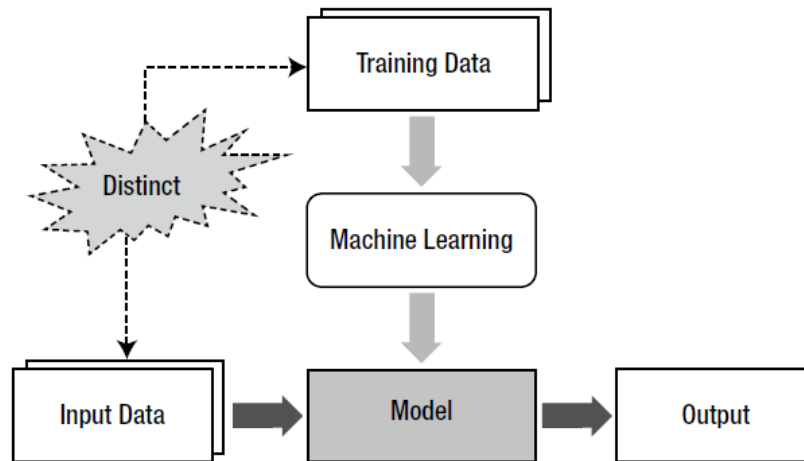 Training Data
Distinct
Machine Learning
Input Data
Model
Output